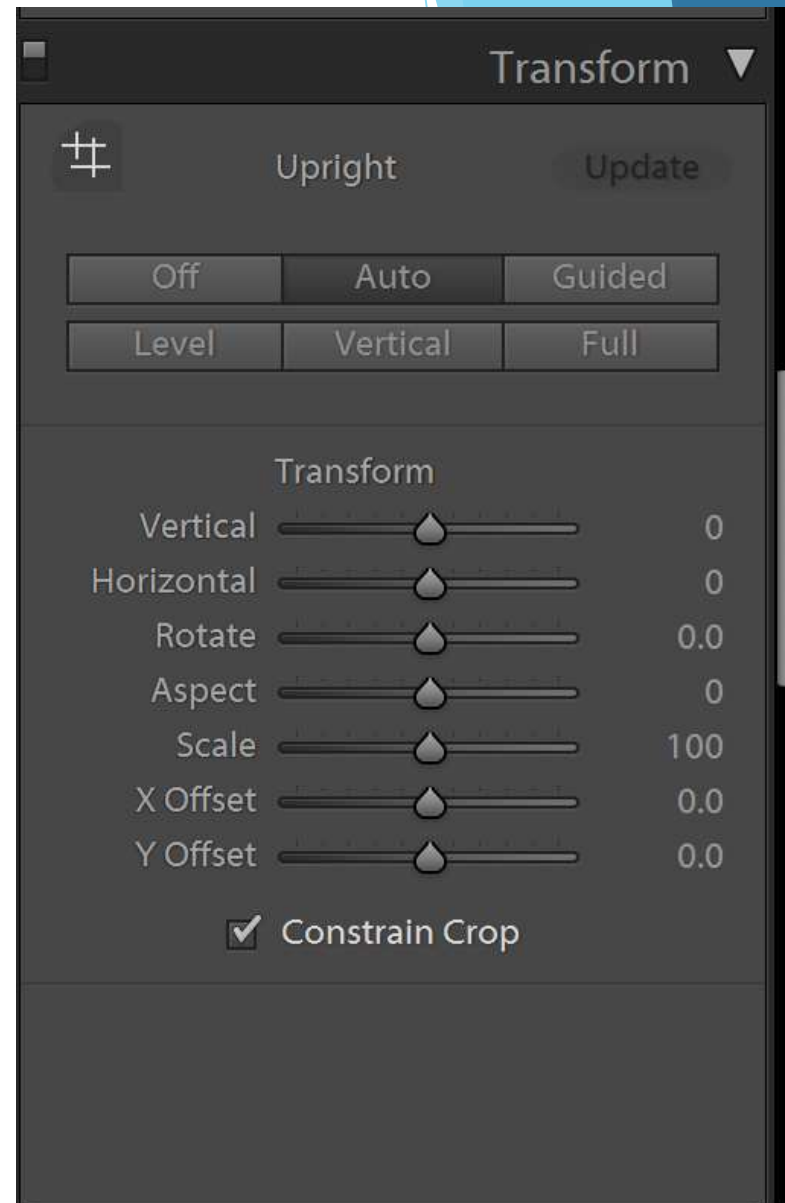 Transform
Upright Update
Off Auto Guided
Level Vertical Full
Transform
Vertical 0
Horizontal 0
Rotate 0.0
Aspect 0
Scale 100
X Offset 0.0
Y Offset 0.0
Constrain Crop